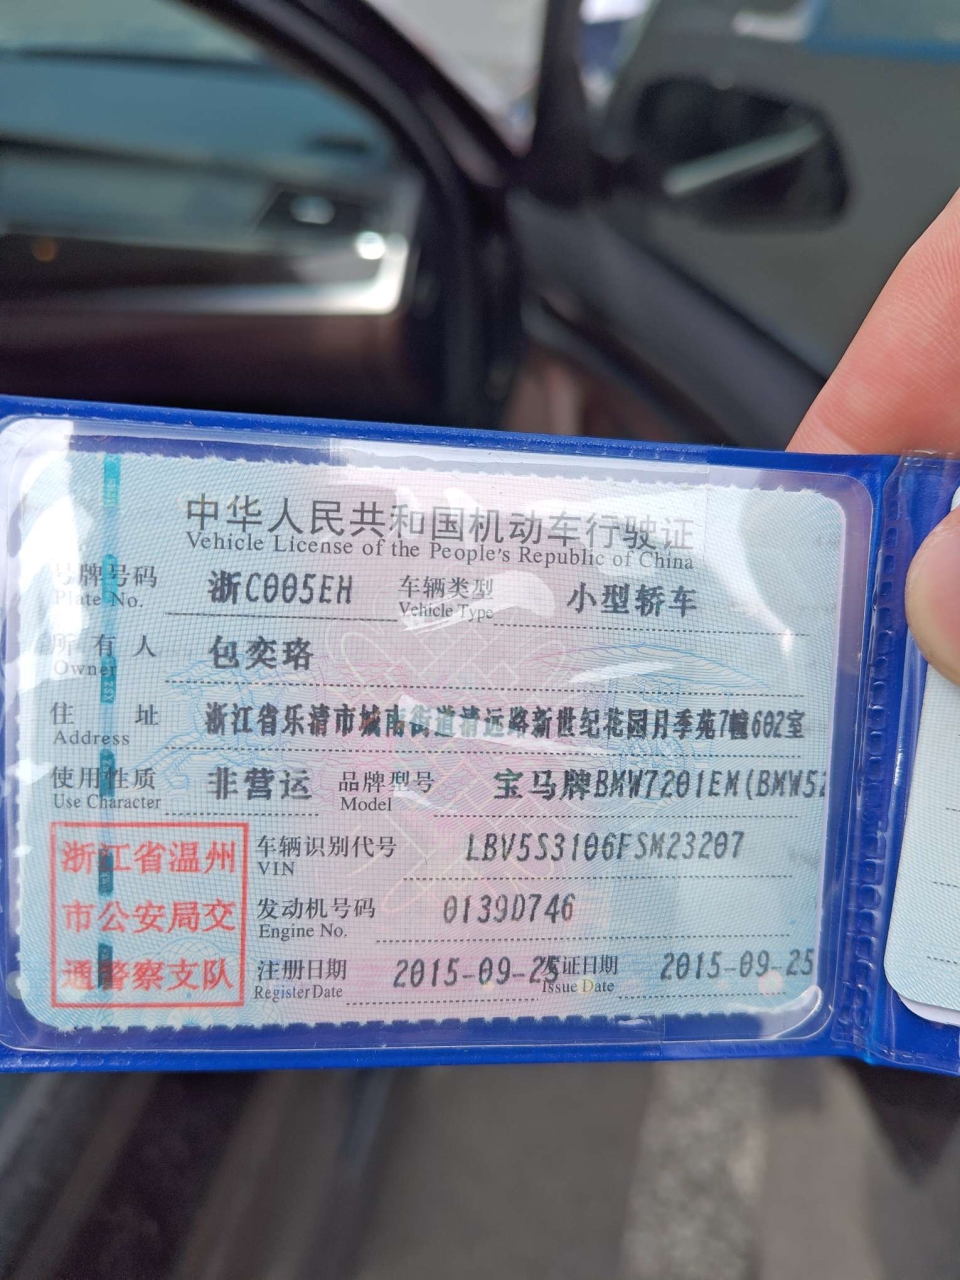 中华人民共和国机动车行驶证
Vehicle License of the People's Republic of China
号牌号码 浙C005EH 车辆类型 小型轿车
Plate No. Vehicle Type
所有人 包奕珞
Owner
住址 浙江省乐清市城南街道清远路新世纪花园月季苑7幢602室
Address
使用性质 非营运 品牌型号 宝马牌BMW7201EM(BMW52
Use Character Model
浙江省温州
市公安局交
通警察支队
车辆识别代号 LBV5S3106FSM23207
VIN
发动机号码 0139D746
Engine No.
注册日期 2015-09-25 发证日期 2015-09-25
Register Date Issue Date